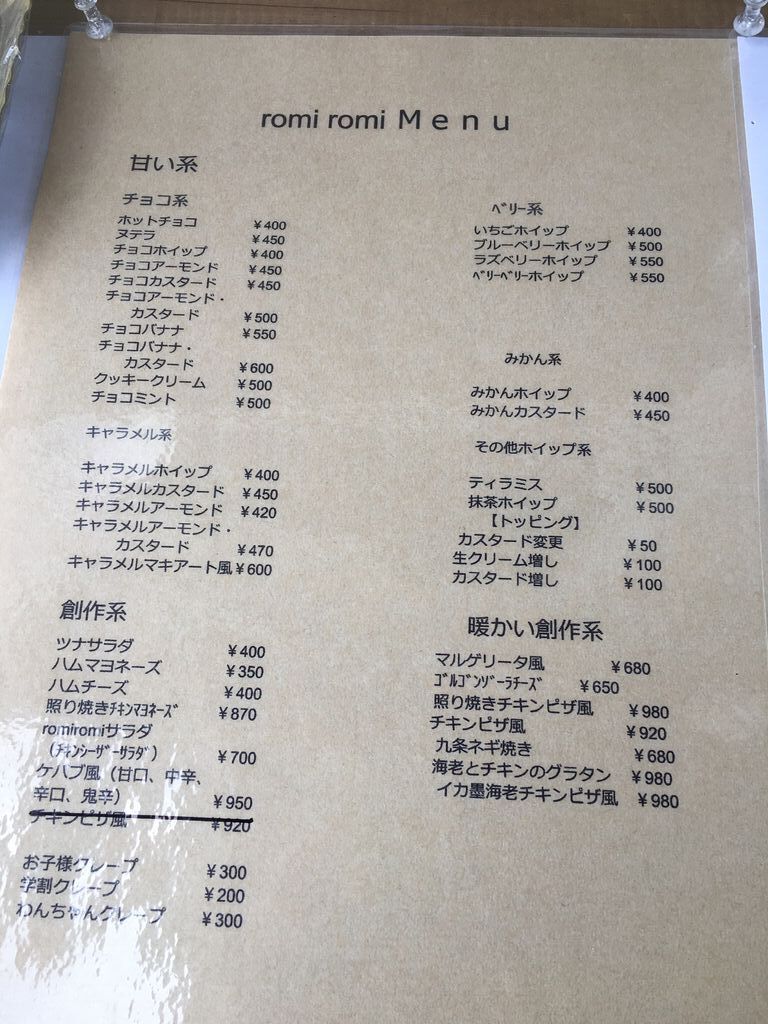 romi romi Menu
甘い系
チョコ系
ホットチョコ ¥400
ヌテラ ¥450
チョコホイップ ¥400
チョコアーモンド ¥450
チョコカスタード ¥450
チョコアーモンド・
カスタード ¥500
チョコバナナ ¥550
チョコバナナ・
カスタード ¥600
クッキークリーム ¥500
チョコミント ¥500
キャラメル系
キャラメルホイップ ¥400
キャラメルカスタード ¥450
キャラメルアーモンド ¥420
キャラメルアーモンド・
カスタード ¥470
キャラメルマキアート風 ¥600
創作系
ツナサラダ ¥400
ハムマヨネーズ ¥350
ハムチーズ ¥400
照り焼きチキンマヨネーズ ¥870
romiromiサラダ
(チキンシーザーサラダ) ¥700
ケバブ風(甘口、中辛、
辛口、鬼辛) ¥950
チキンピザ風 ¥920
お子様クレープ ¥300
学割クレープ ¥200
わんちゃんクレープ ¥300
ベリー系
いちごホイップ ¥400
ブルーベリーホイップ ¥500
ラズベリーホイップ ¥550
ベリーベリーホイップ ¥550
みかん系
みかんホイップ ¥400
みかんカスタード ¥450
その他ホイップ系
ティラミス ¥500
抹茶ホイップ ¥500
【トッピング】
カスタード変更 ¥50
生クリーム増し ¥100
カスタード増し ¥100
暖かい創作系
マルゲリータ風 ¥680
ゴルゴンゾーラチーズ ¥650
照り焼きチキンピザ風 ¥980
チキンピザ風 ¥920
九条ネギ焼き ¥680
海老とチキンのグラタン ¥980
イカ墨海老チキンピザ風 ¥980